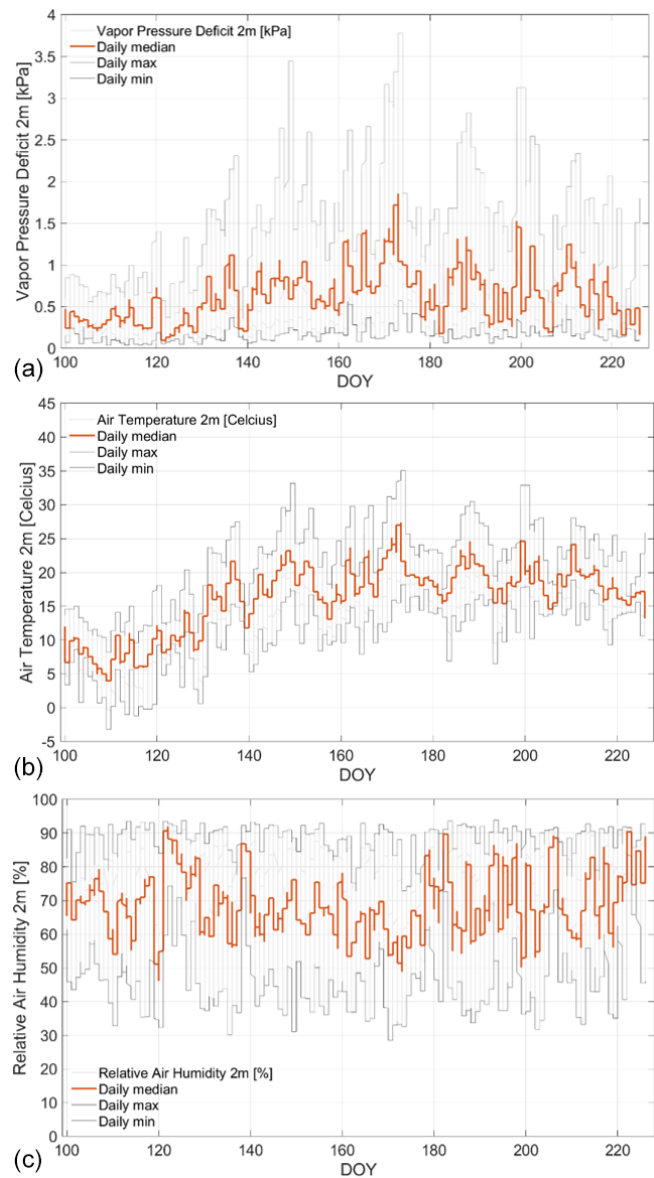 4
3.5
3
2.5
2
1.5
1
0.5
0
Vapor Pressure Deficit 2m [kPa]
Vapor Pressure Deficit 2m [kPa]
Daily median
Daily max
Daily min
100 120 140 160 180 200 220
DOY
(a)
45
40
35
30
25
20
15
10
5
0
-5
Air Temperature 2m [Celcius]
Air Temperature 2m [Celcius]
Daily median
Daily max
Daily min
100 120 140 160 180 200 220
DOY
(b)
100
90
80
70
60
50
40
30
20
10
0
Relative Air Humidity 2m [%]
Relative Air Humidity 2m [%]
Daily median
Daily max
Daily min
100 120 140 160 180 200 220
DOY
(c)